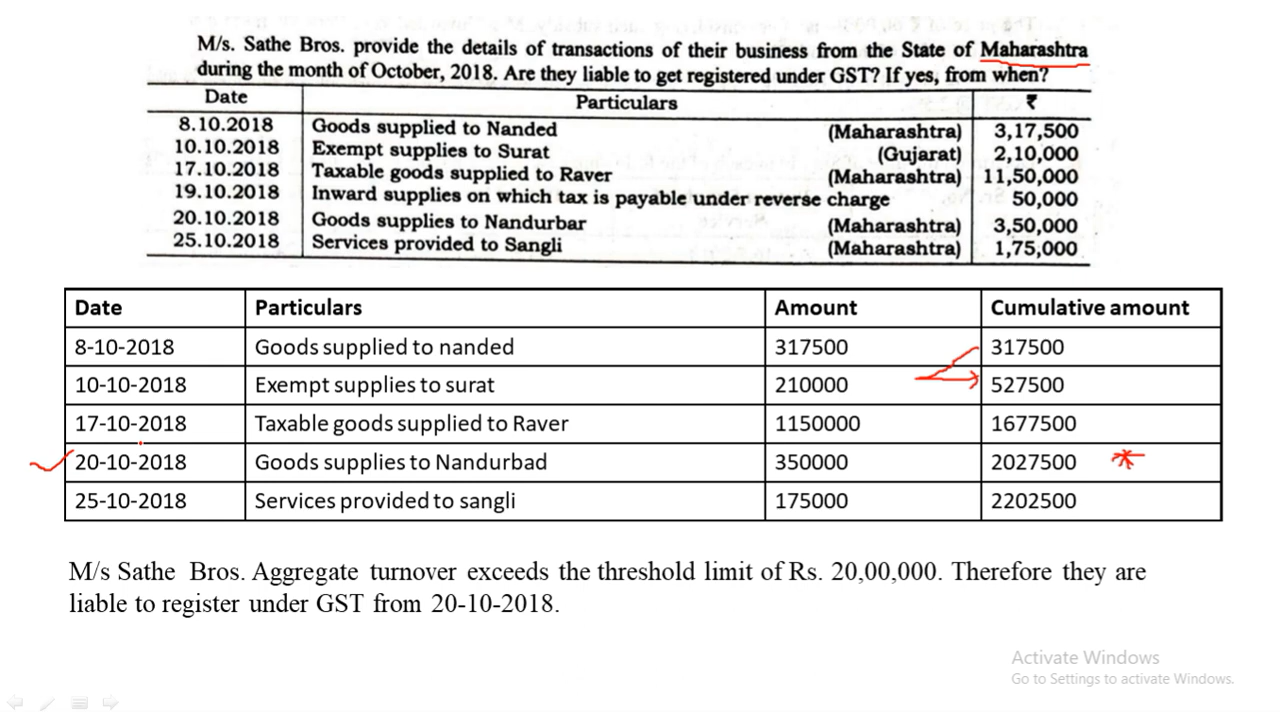 M/s. Sathe Bros. provide the details of transactions of their business from the State of Maharashtra
during the month of October, 2018. Are they liable to get registered under GST? If yes, from when?
Date Particulars ₹
8.10.2018 Goods supplied to Nanded (Maharashtra) 3,17,500
10.10.2018 Exempt supplies to Surat (Gujarat) 2,10,000
17.10.2018 Taxable goods supplied to Raver (Maharashtra) 11,50,000
19.10.2018 Inward supplies on which tax is payable under reverse charge 50,000
20.10.2018 Goods supplies to Nandurbar (Maharashtra) 3,50,000
25.10.2018 Services provided to Sangli (Maharashtra) 1,75,000
Date Particulars Amount Cumulative amount
8-10-2018 Goods supplied to nanded 317500 317500
10-10-2018 Exempt supplies to surat 210000 527500
17-10-2018 Taxable goods supplied to Raver 1150000 1677500
20-10-2018 Goods supplies to Nandurbad 350000 2027500
25-10-2018 Services provided to sangli 175000 2202500
M/s Sathe Bros. Aggregate turnover exceeds the threshold limit of Rs. 20,00,000. Therefore they are
liable to register under GST from 20-10-2018.
Activate Windows
Go to Settings to activate Windows.